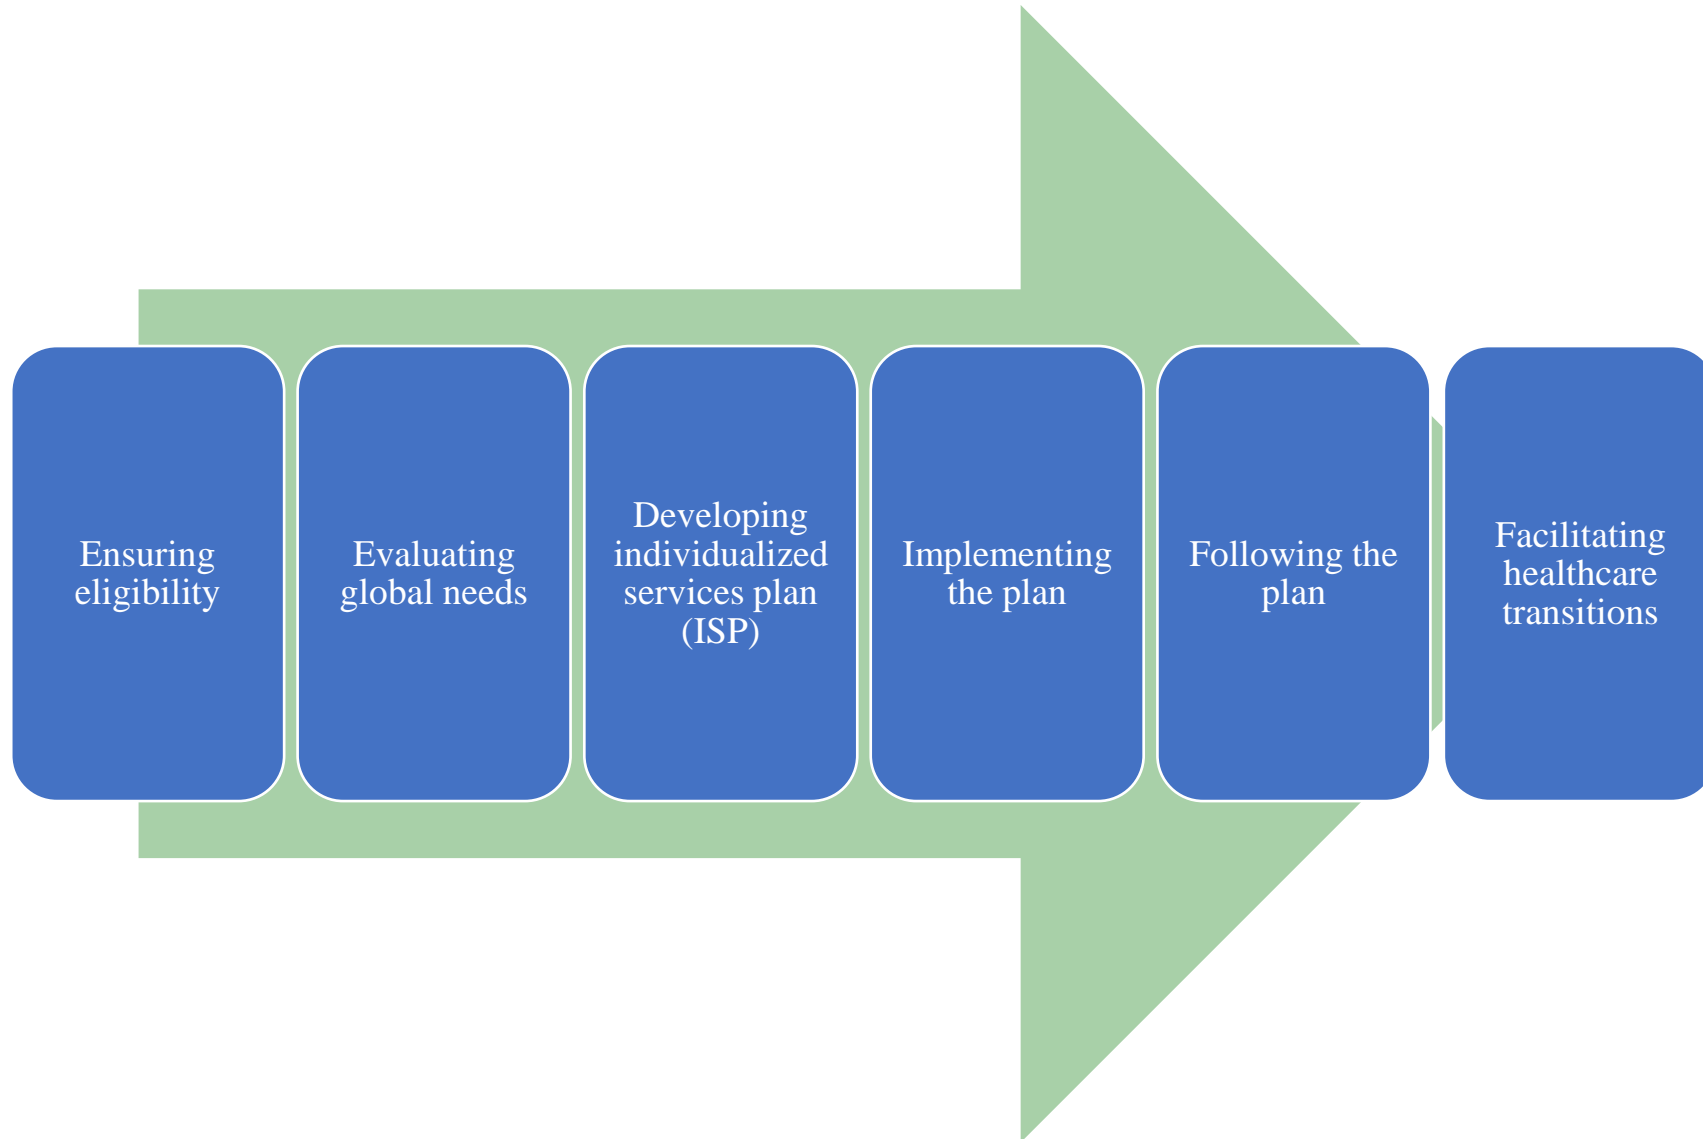 Ensuring
eligibility
Evaluating
global needs
Developing
individualized
services plan
(ISP)
Implementing
the plan
Following the
plan
Facilitating
healthcare
transitions